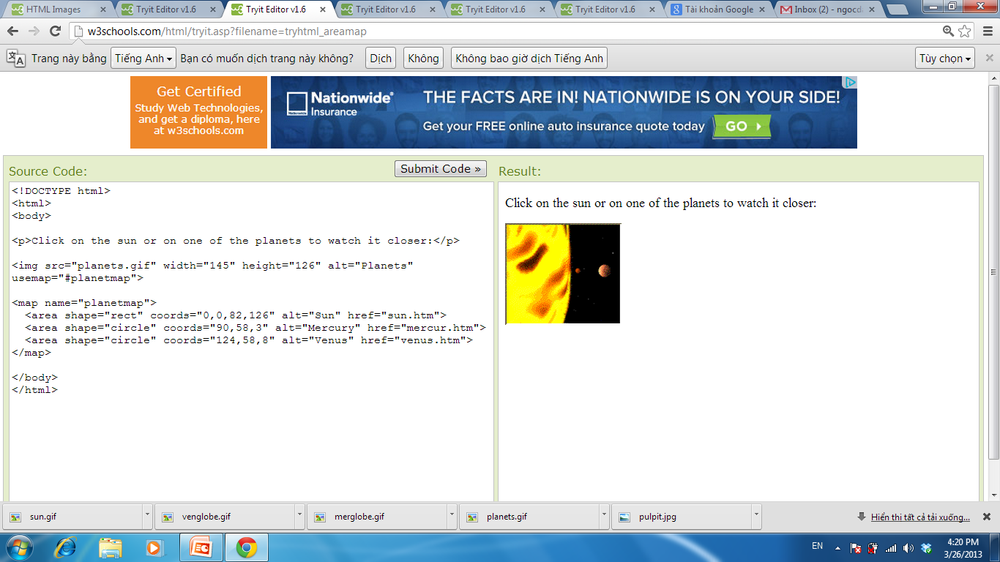 HTML Images
Tryit Editor v1.6
Tryit Editor v1.6
Tryit Editor v1.6
Tryit Editor v1.6
Tryit Editor v1.6
Tài khoản Google
Inbox (2) - ngocd
w3schools.com/html/tryit.asp?filename=tryhtml_areamap
Trang này bằng Tiếng Anh Bạn có muốn dịch trang này không? Dịch Không Không bao giờ dịch Tiếng Anh Tùy chọn
Get Certified
Study Web Technologies,
and get a diploma, here
at w3schools.com
Nationwide®
Insurance
Nationwide
THE FACTS ARE IN! NATIONWIDE IS ON YOUR SIDE!
Get your FREE online auto insurance quote today GO
Source Code:
Submit Code »
<!DOCTYPE html>
<html>
<body>
<p>Click on the sun or on one of the planets to watch it closer:</p>
<img src="planets.gif" width="145" height="126" alt="Planets"
usemap="#planetmap">
<map name="planetmap">
<area shape="rect" coords="0,0,82,126" alt="Sun" href="sun.htm">
<area shape="circle" coords="90,58,3" alt="Mercury" href="mercur.htm">
<area shape="circle" coords="124,58,8" alt="Venus" href="venus.htm">
</map>
</body>
</html>
Result:
Click on the sun or on one of the planets to watch it closer:
sun.gif
venglobe.gif
merglobe.gif
planets.gif
pulpit.jpg
Hiển thị tất cả tải xuống...
EN
4:20 PM
3/26/2013